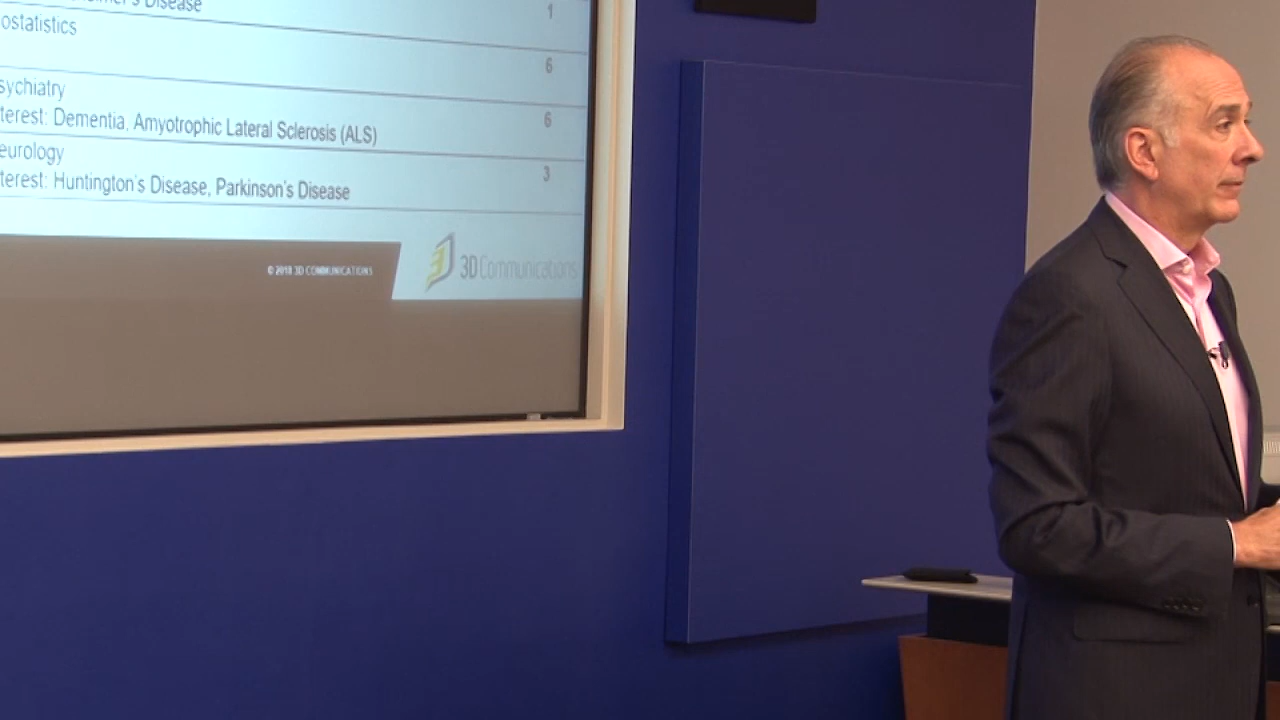 Disease
1
ostatistics
6
sychiatry
terest: Dementia, Amyotrophic Lateral Sclerosis (ALS)
6
eurology
terest: Huntington's Disease, Parkinson's Disease
3
© 2018 3D COMMUNICATIONS
3D Communications